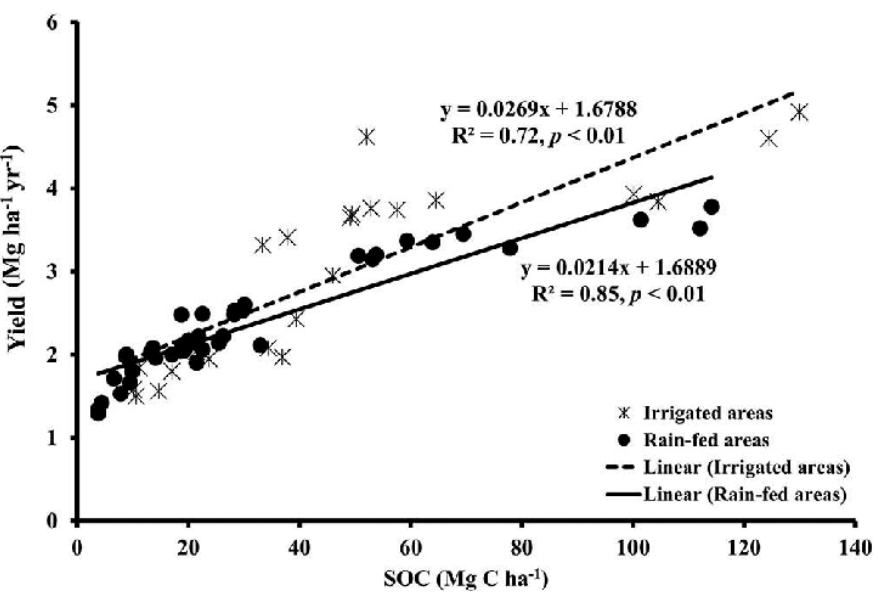 6
5
4
3
2
1
0
Yield (Mg ha⁻¹ yr⁻¹)
y = 0.0269x + 1.6788
R² = 0.72, p < 0.01
y = 0.0214x + 1.6889
R² = 0.85, p < 0.01
Irrigated areas
Rain-fed areas
Linear (Irrigated areas)
Linear (Rain-fed areas)
0 20 40 60 80 100 120 140
SOC (Mg C ha⁻¹)